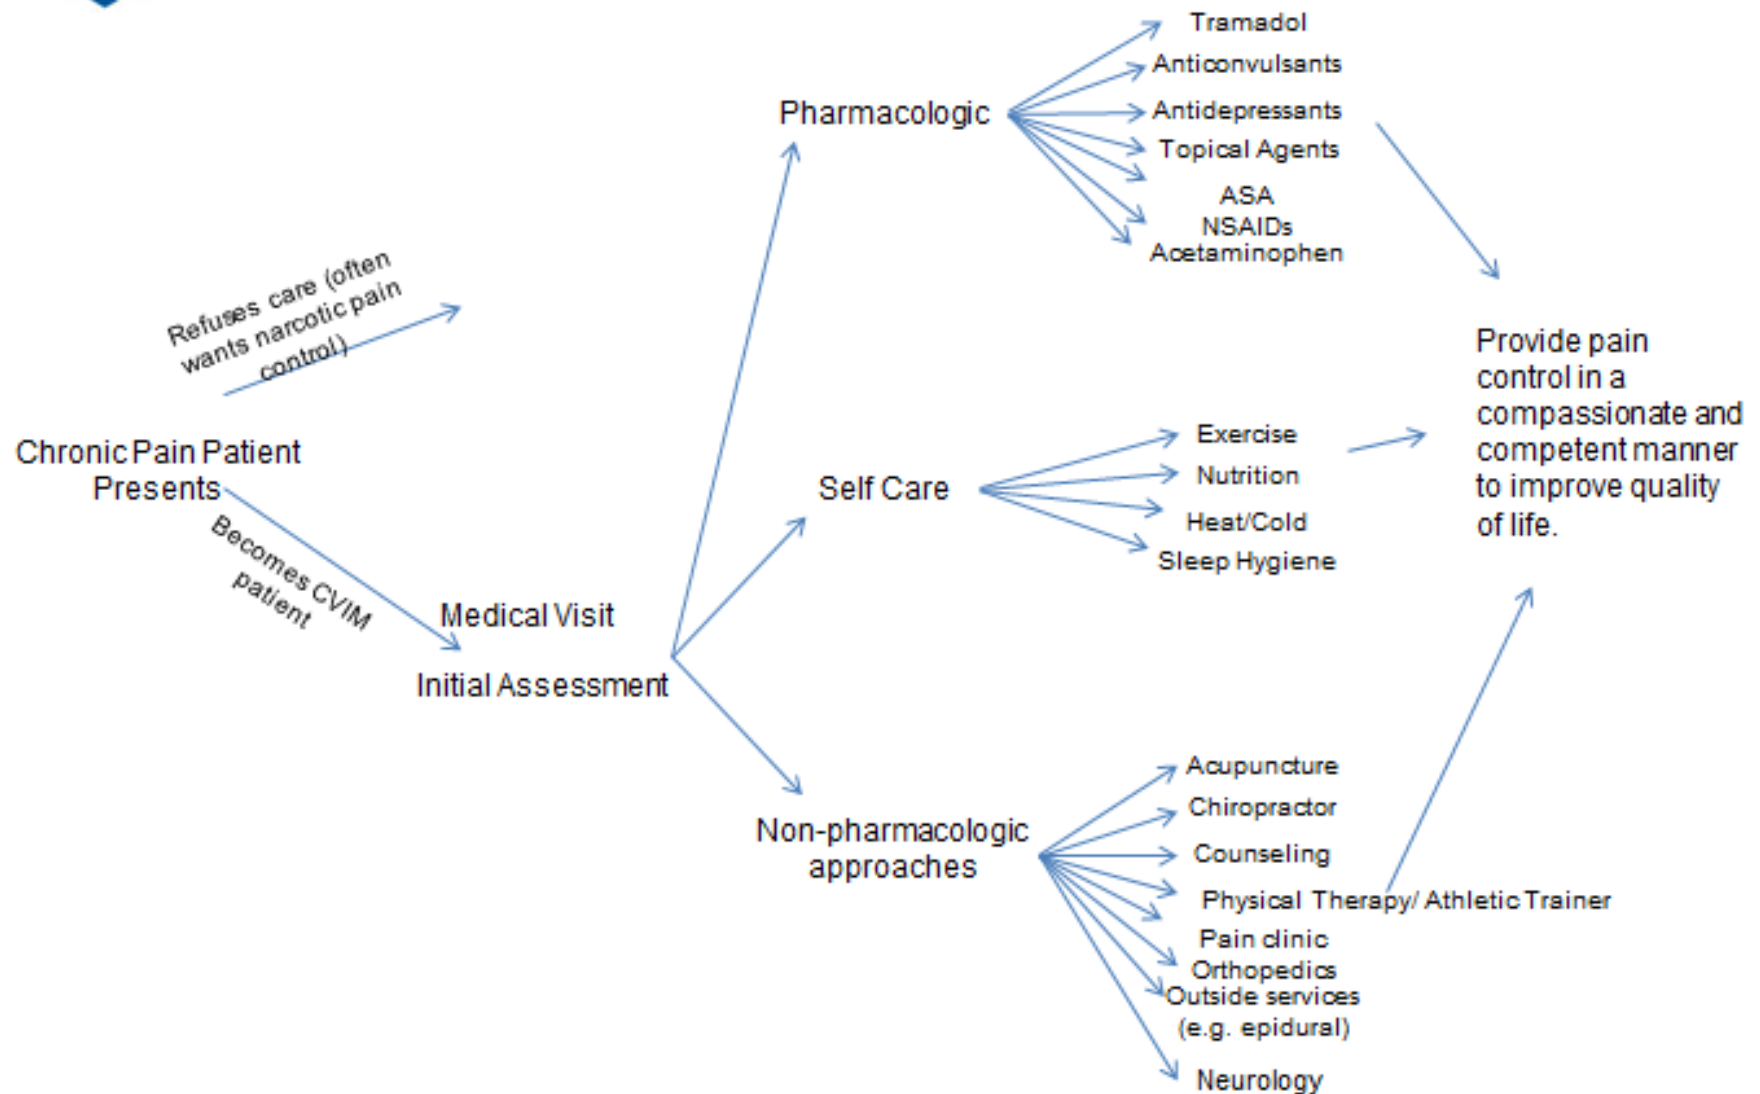 Refuses care (often
wants narcotic pain
control)
Chronic Pain Patient
Presents
Becomes CVIM
patient
Medical Visit
Initial Assessment
Pharmacologic
Tramadol
Anticonvulsants
Antidepressants
Topical Agents
ASA
NSAIDs
Acetaminophen
Self Care
Exercise
Nutrition
Heat/Cold
Sleep Hygiene
Non-pharmacologic
approaches
Acupuncture
Chiropractor
Counseling
Physical Therapy/ Athletic Trainer
Pain clinic
Orthopedics
Outside services
(e.g. epidural)
Neurology
Provide pain
control in a
compassionate and
competent manner
to improve quality
of life.